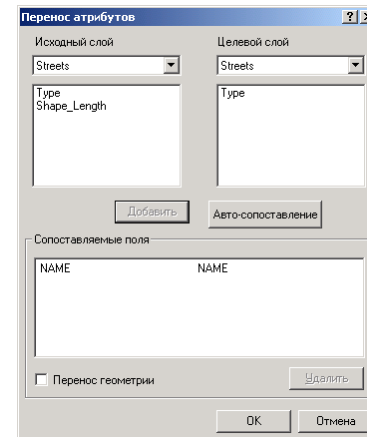 Перенос атрибутов
Исходный слой Целевой слой
Streets Streets
Type Type
Shape_Length
Добавить Авто-сопоставление
Сопоставляемые поля
NAME NAME
Перенос геометрии Удалить
OK Отмена